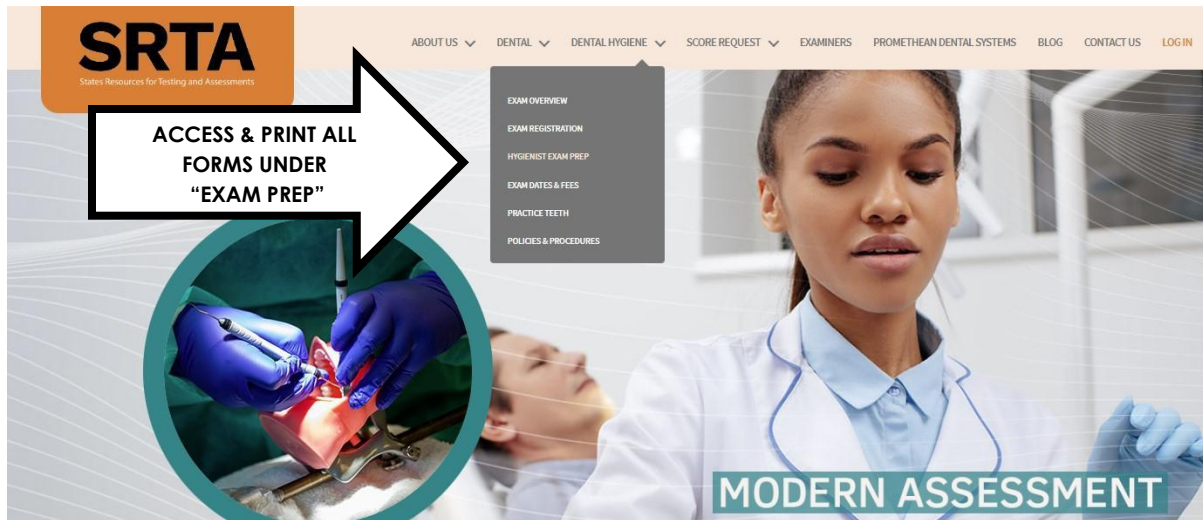 SRTA
States Resources for Testing and Assessments
ABOUT US
DENTAL
DENTAL HYGIENE
SCORE REQUEST
EXAMINERS
PROMETHEAN DENTAL SYSTEMS
BLOG
CONTACT US
LOG IN
ACCESS & PRINT ALL
FORMS UNDER
“EXAM PREP”
EXAM OVERVIEW
EXAM REGISTRATION
HYGIENIST EXAM PREP
EXAM DATES & FEES
PRACTICE TEETH
POLICIES & PROCEDURES
MODERN ASSESSMENT